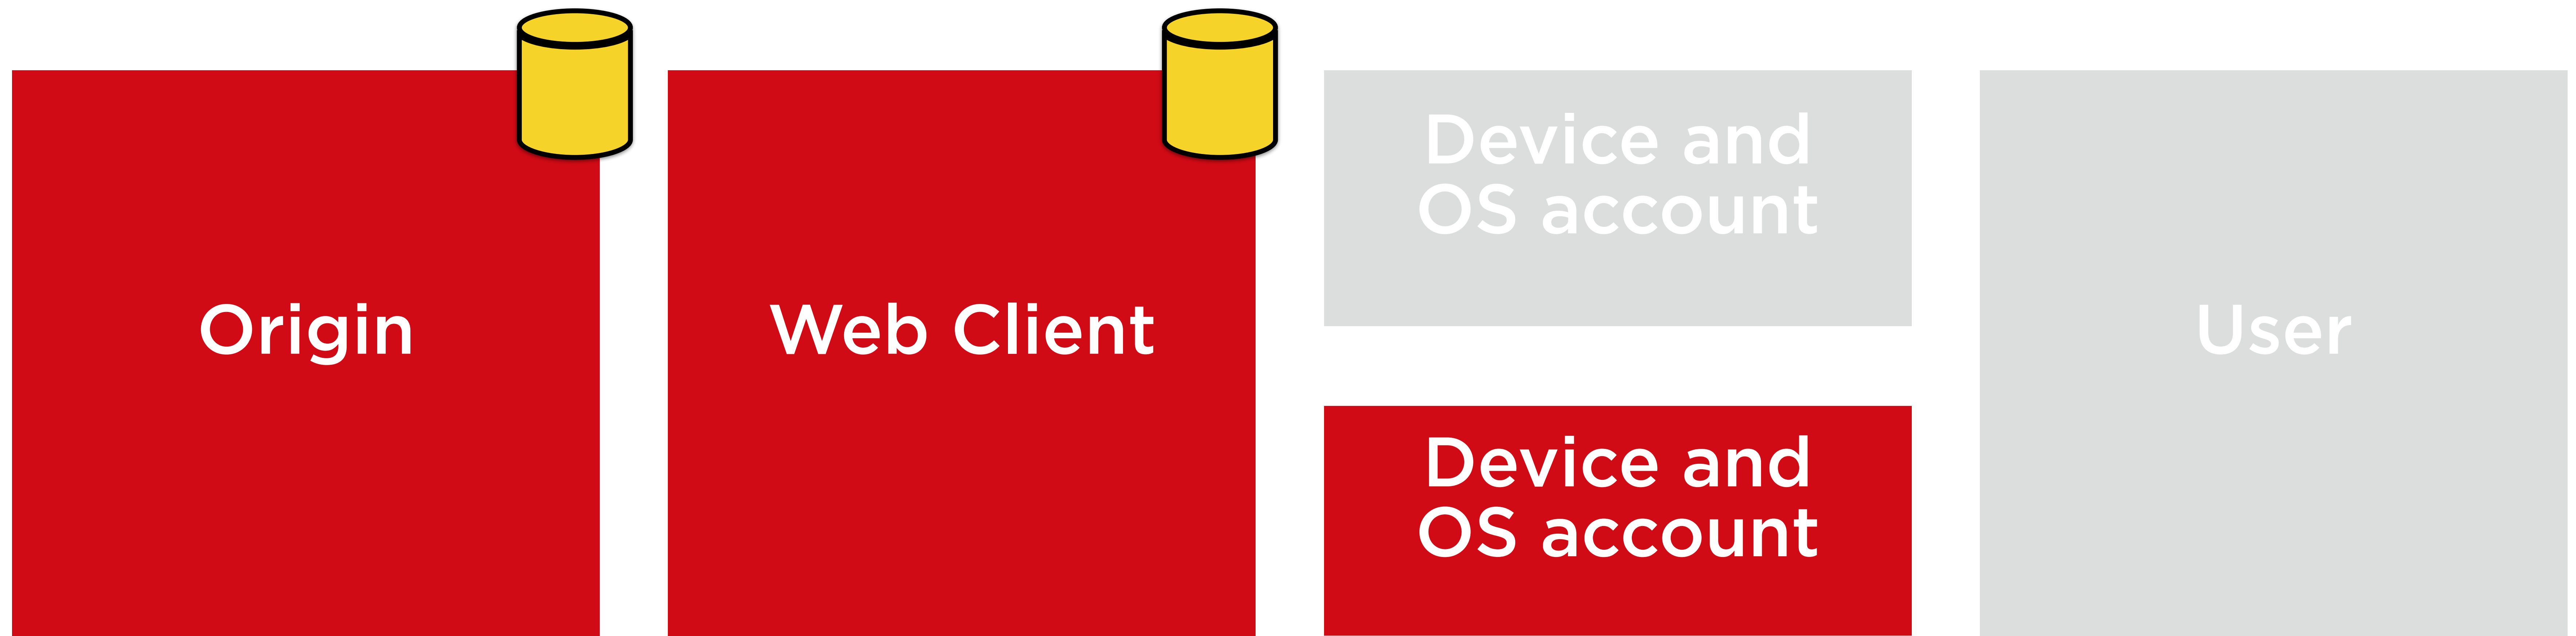 Origin
Web Client
Device and
OS account
Device and
OS account
User